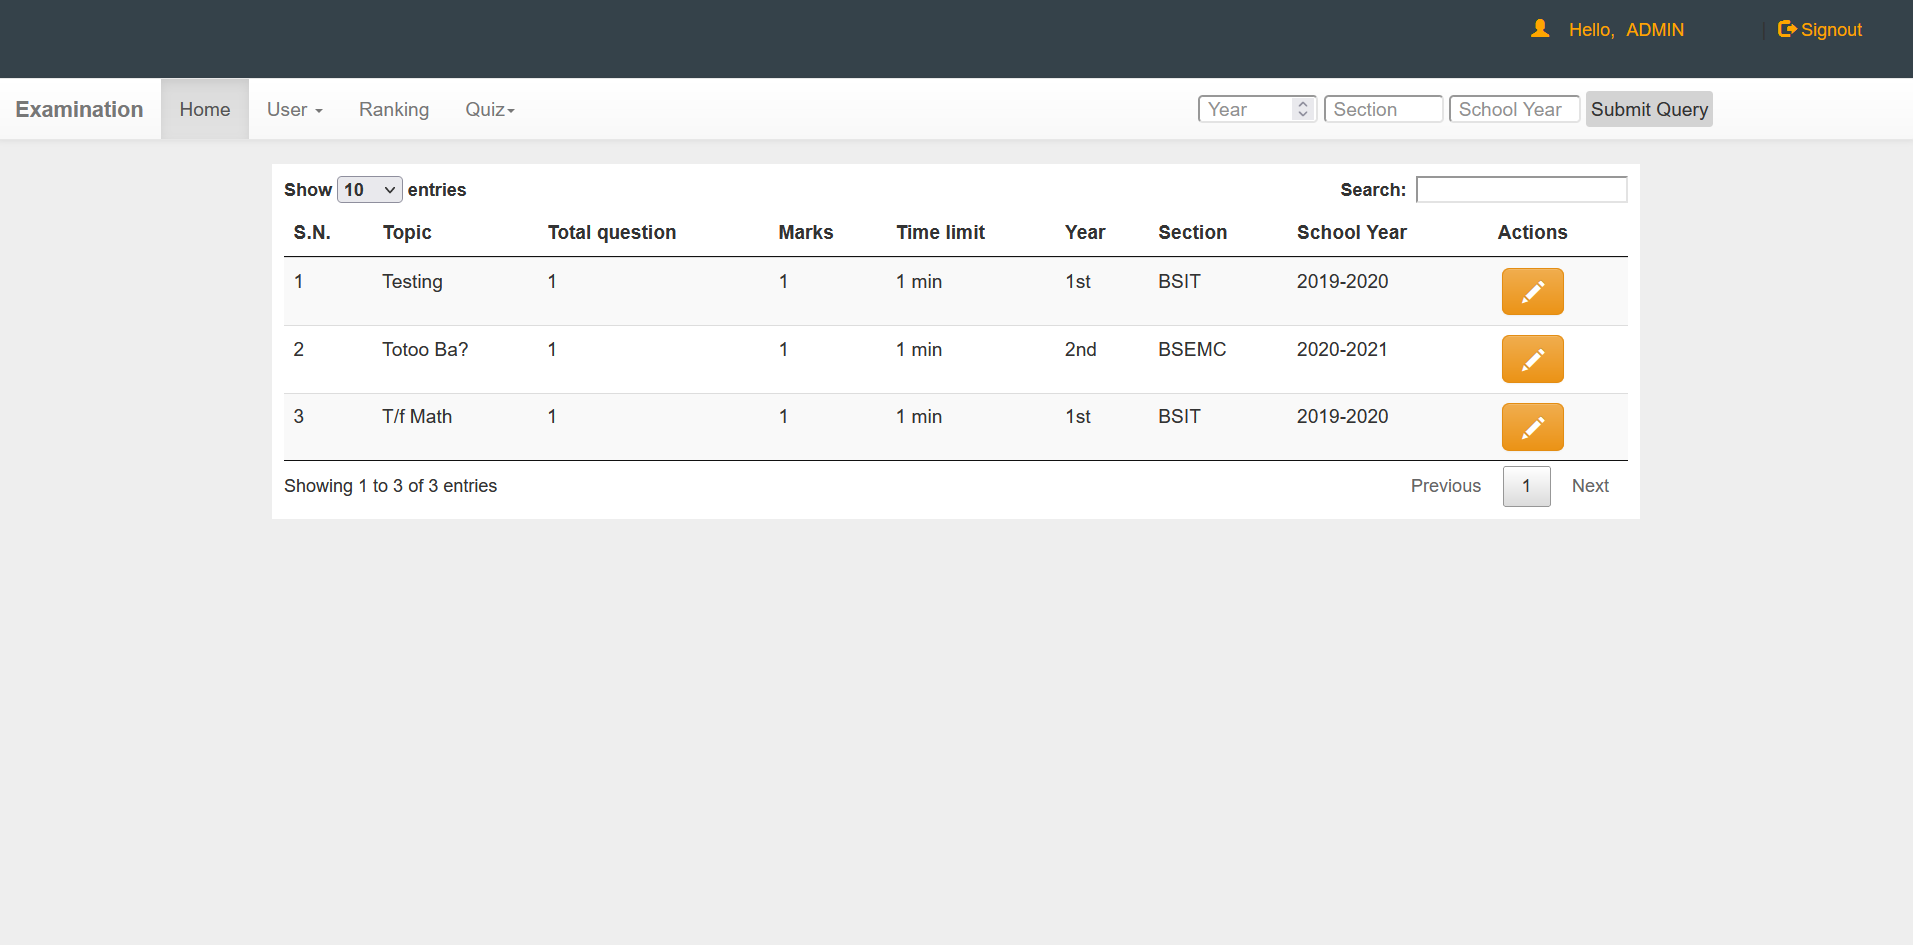 Hello, ADMIN Signout
Examination Home User Ranking Quiz Year Section School Year Submit Query
Show 10 entries Search:
S.N. Topic Total question Marks Time limit Year Section School Year Actions
1 Testing 1 1 1 min 1st BSIT 2019-2020
2 Totoo Ba? 1 1 1 min 2nd BSEMC 2020-2021
3 T/f Math 1 1 1 min 1st BSIT 2019-2020
Showing 1 to 3 of 3 entries Previous 1 Next